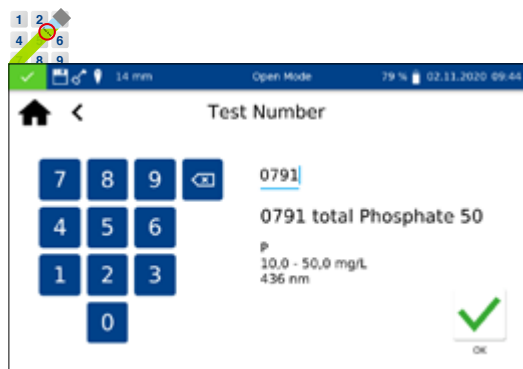 1 2
4 6
7 8 9
14 mm Open Mode 79 % 02.11.2020 09:44
Test Number
7 8 9
4 5 6
1 2 3
0
0791
0791 total Phosphate 50
P
10,0 - 50,0 mg/L
436 nm
OK